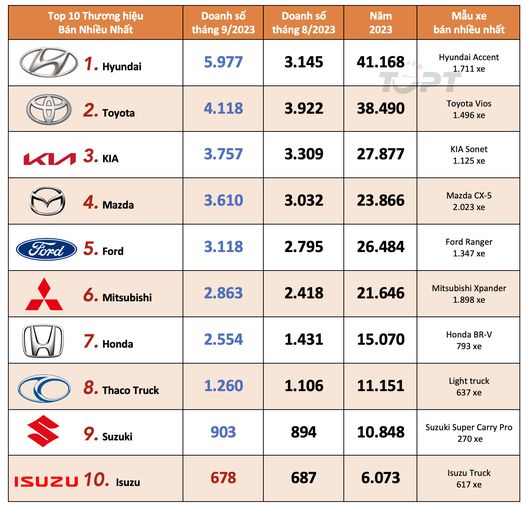 Top 10 Thương hiệu
Bán Nhiều Nhất
Doanh số
tháng 9/2023
Doanh số
tháng 8/2023
Năm
2023
Mẫu xe
bán nhiều nhất
1. Hyundai 5.977 3.145 41.168
Hyundai Accent
1.711 xe
TOPT
2. Toyota 4.118 3.922 38.490
Toyota Vios
1.496 xe
KIA 3. KIA 3.757 3.309 27.877
KIA Sonet
1.125 xe
4. Mazda 3.610 3.032 23.866
Mazda CX-5
2.023 xe
Ford 5. Ford 3.118 2.795 26.484
Ford Ranger
1.347 xe
6. Mitsubishi 2.863 2.418 21.646
Mitsubishi Xpander
1.898 xe
7. Honda 2.554 1.431 15.070
Honda BR-V
793 xe
8. Thaco Truck 1.260 1.106 11.151
Light truck
637 xe
9. Suzuki 903 894 10.848
Suzuki Super Carry Pro
270 xe
ISUZU 10. Isuzu 678 687 6.073
Isuzu Truck
617 xe